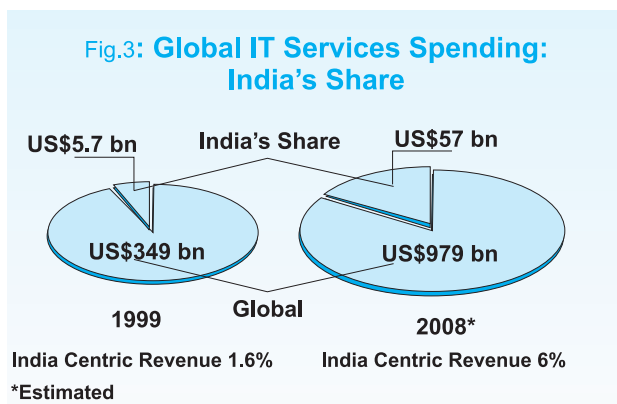 Fig.3: Global IT Services Spending:
India's Share
US$5.7 bn
India's Share
US$57 bn
US$349 bn
US$979 bn
Global
1999
2008*
India Centric Revenue 1.6%
India Centric Revenue 6%
*Estimated